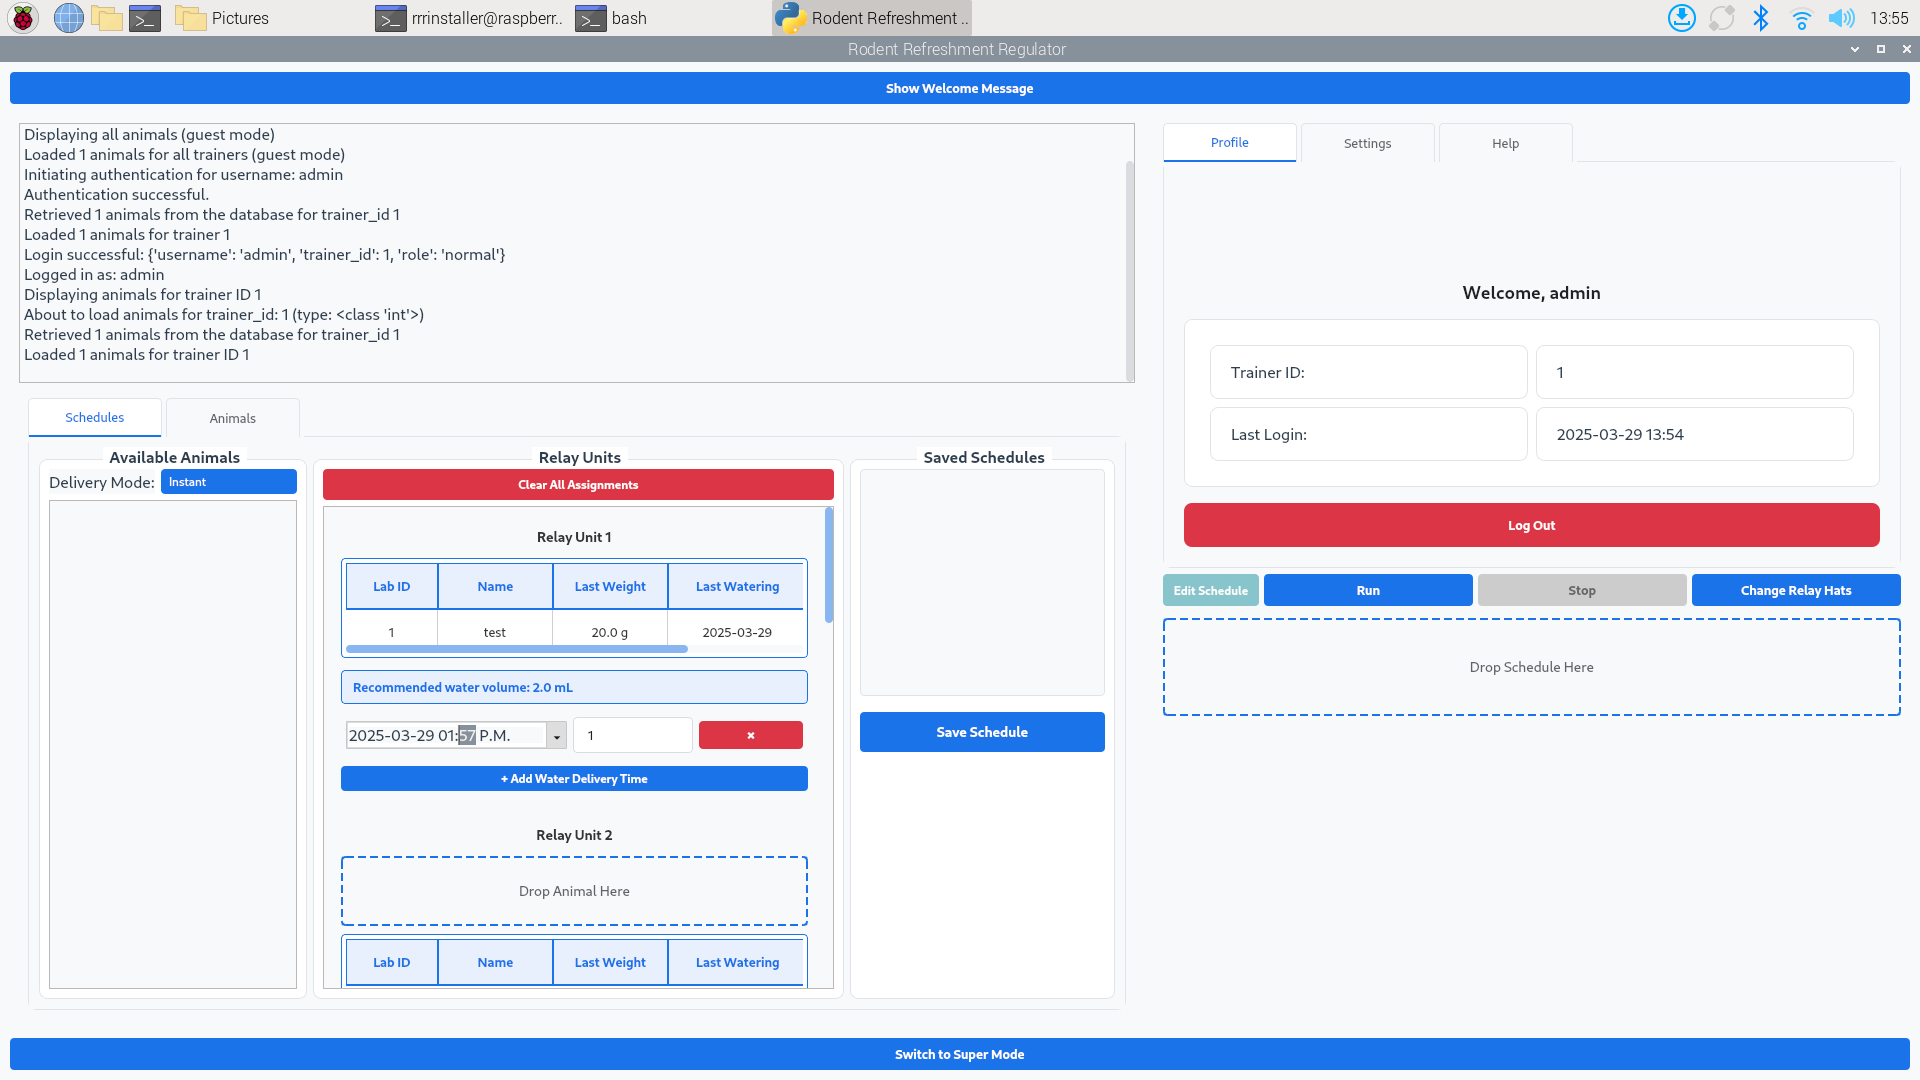 Pictures
rrrinstaller@raspberr..
bash
Rodent Refreshment ..
13:55
Rodent Refreshment Regulator
Show Welcome Message
Displaying all animals (guest mode)
Loaded 1 animals for all trainers (guest mode)
Initiating authentication for username: admin
Authentication successful.
Retrieved 1 animals from the database for trainer_id 1
Loaded 1 animals for trainer 1
Login successful: {'username': 'admin', 'trainer_id': 1, 'role': 'normal'}
Logged in as: admin
Displaying animals for trainer ID 1
About to load animals for trainer_id: 1 (type: <class 'int'>)
Retrieved 1 animals from the database for trainer_id 1
Loaded 1 animals for trainer ID 1
Profile
Settings
Help
Welcome, admin
Trainer ID:
1
Last Login:
2025-03-29 13:54
Log Out
Edit Schedule
Run
Stop
Change Relay Hats
Drop Schedule Here
Schedules
Animals
Available Animals
Delivery Mode:
Instant
Relay Units
Clear All Assignments
Relay Unit 1
Lab ID
Name
Last Weight
Last Watering
1
test
20.0 g
2025-03-29
Recommended water volume: 2.0 mL
2025-03-29 01:57 P.M.
1
+ Add Water Delivery Time
Relay Unit 2
Drop Animal Here
Lab ID
Name
Last Weight
Last Watering
Saved Schedules
Save Schedule
Switch to Super Mode